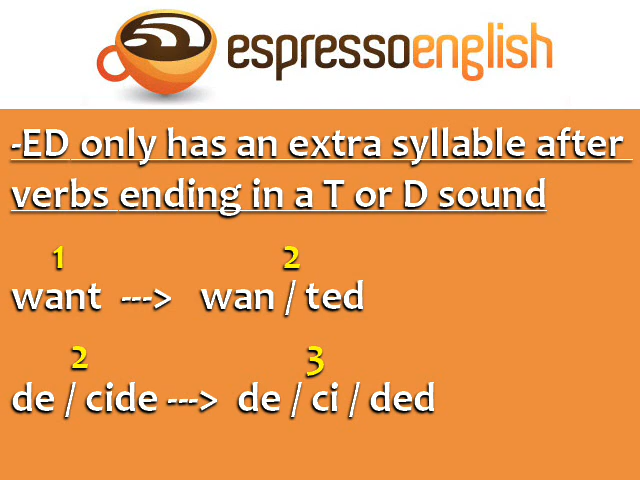 espressoenglish
-ED only has an extra syllable after
verbs ending in a T or D sound
1 2
want ---> wan / ted
2 3
de / cide ---> de / ci / ded